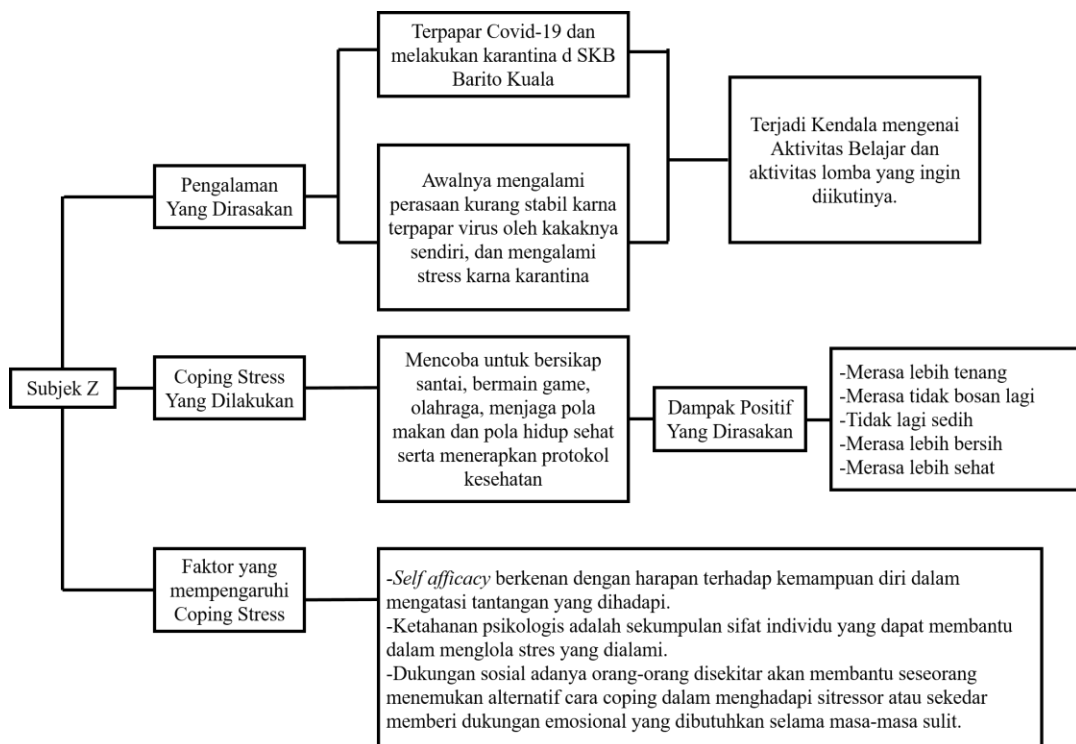 Terpapar Covid-19 dan
melakukan karantina d SKB
Barito Kuala
Terjadi Kendala mengenai
Aktivitas Belajar dan
aktivitas lomba yang ingin
diikutinya.
Pengalaman
Yang Dirasakan
Awalnya mengalami
perasaan kurang stabil karna
terpapar virus oleh kakaknya
sendiri, dan mengalami
stress karna karantina
Subjek Z
Coping Stress
Yang Dilakukan
Mencoba untuk bersikap
santai, bermain game,
olahraga, menjaga pola
makan dan pola hidup sehat
serta menerapkan protokol
kesehatan
Dampak Positif
Yang Dirasakan
-Merasa lebih tenang
-Merasa tidak bosan lagi
-Tidak lagi sedih
-Merasa lebih bersih
-Merasa lebih sehat
Faktor yang
mempengaruhi
Coping Stress
-Self afficacy berkenan dengan harapan terhadap kemampuan diri dalam
mengatasi tantangan yang dihadapi.
-Ketahanan psikologis adalah sekumpulan sifat individu yang dapat membantu
dalam menglola stres yang dialami.
-Dukungan sosial adanya orang-orang disekitar akan membantu seseorang
menemukan alternatif cara coping dalam menghadapi sitressor atau sekedar
memberi dukungan emosional yang dibutuhkan selama masa-masa sulit.